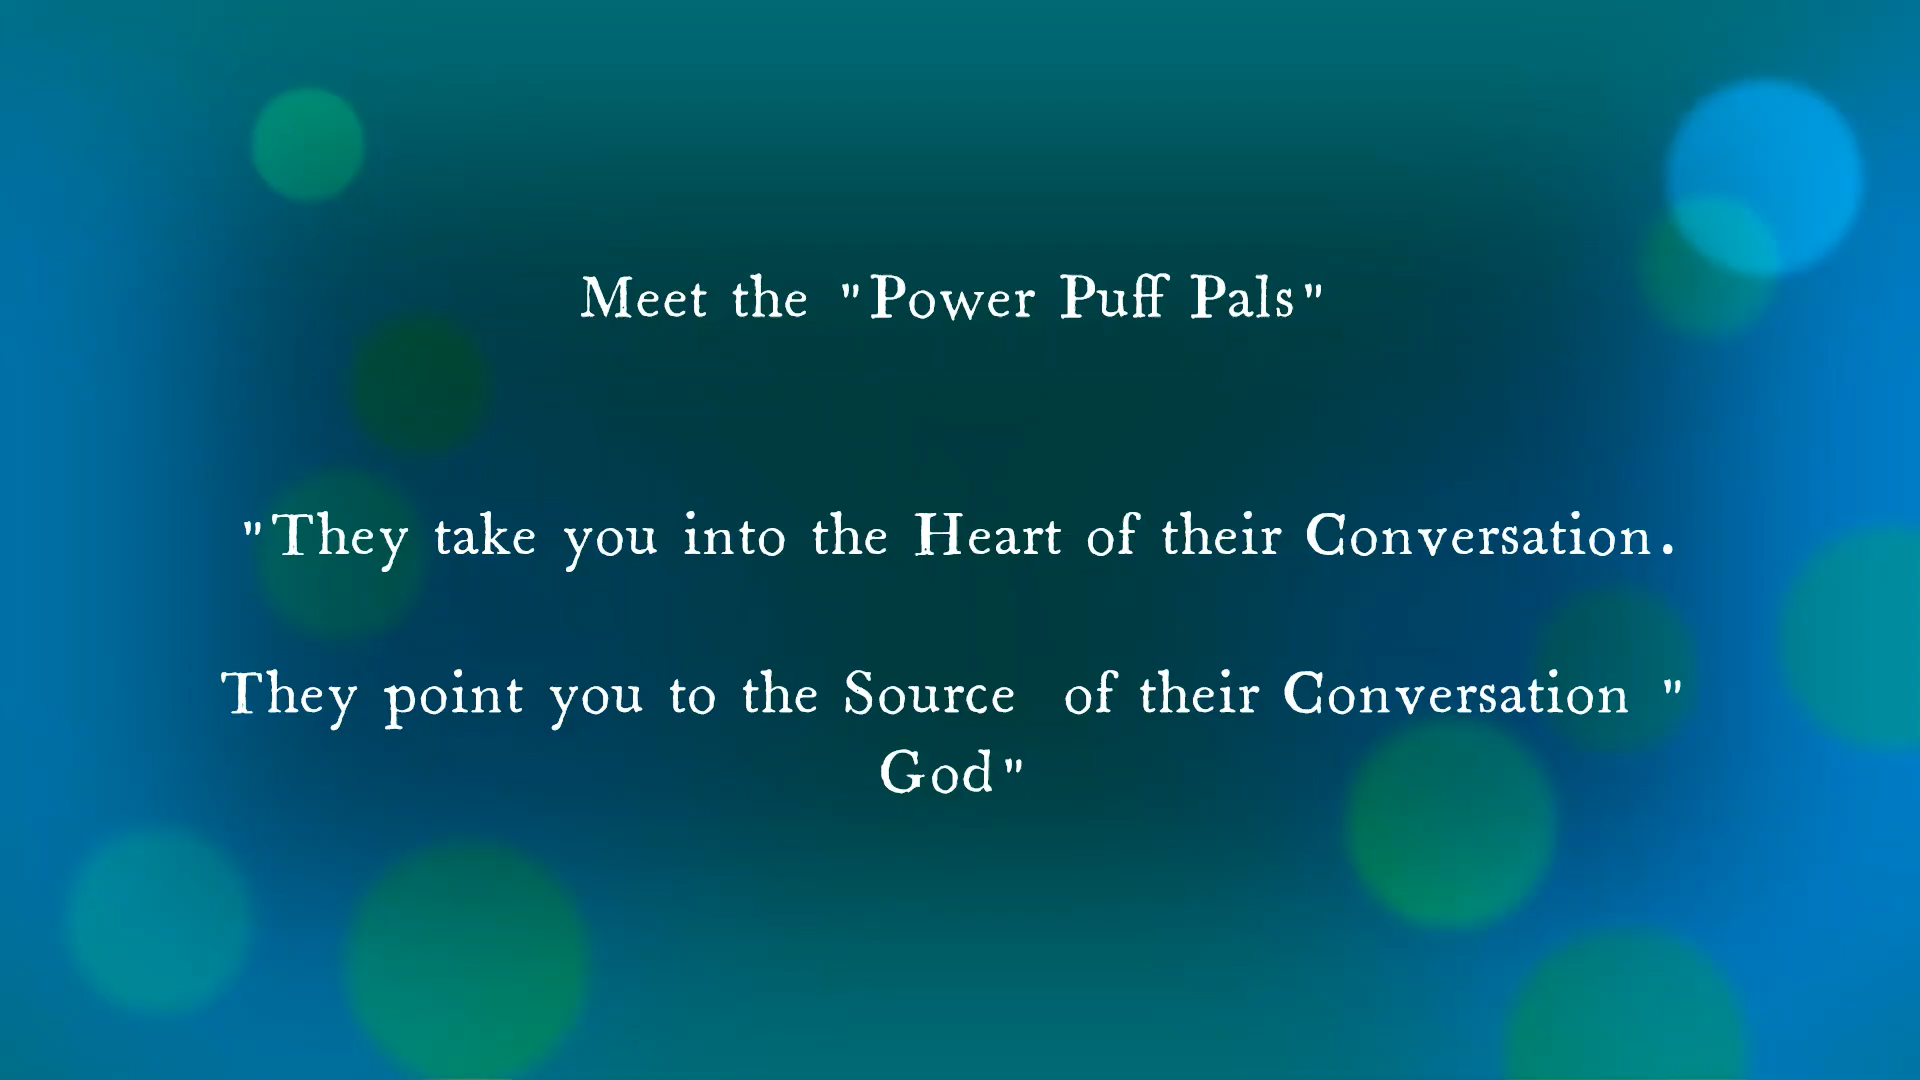 Meet the "Power Puff Pals"
"They take you into the Heart of their Conversation.
They point you to the Source  of their Conversation "
God"